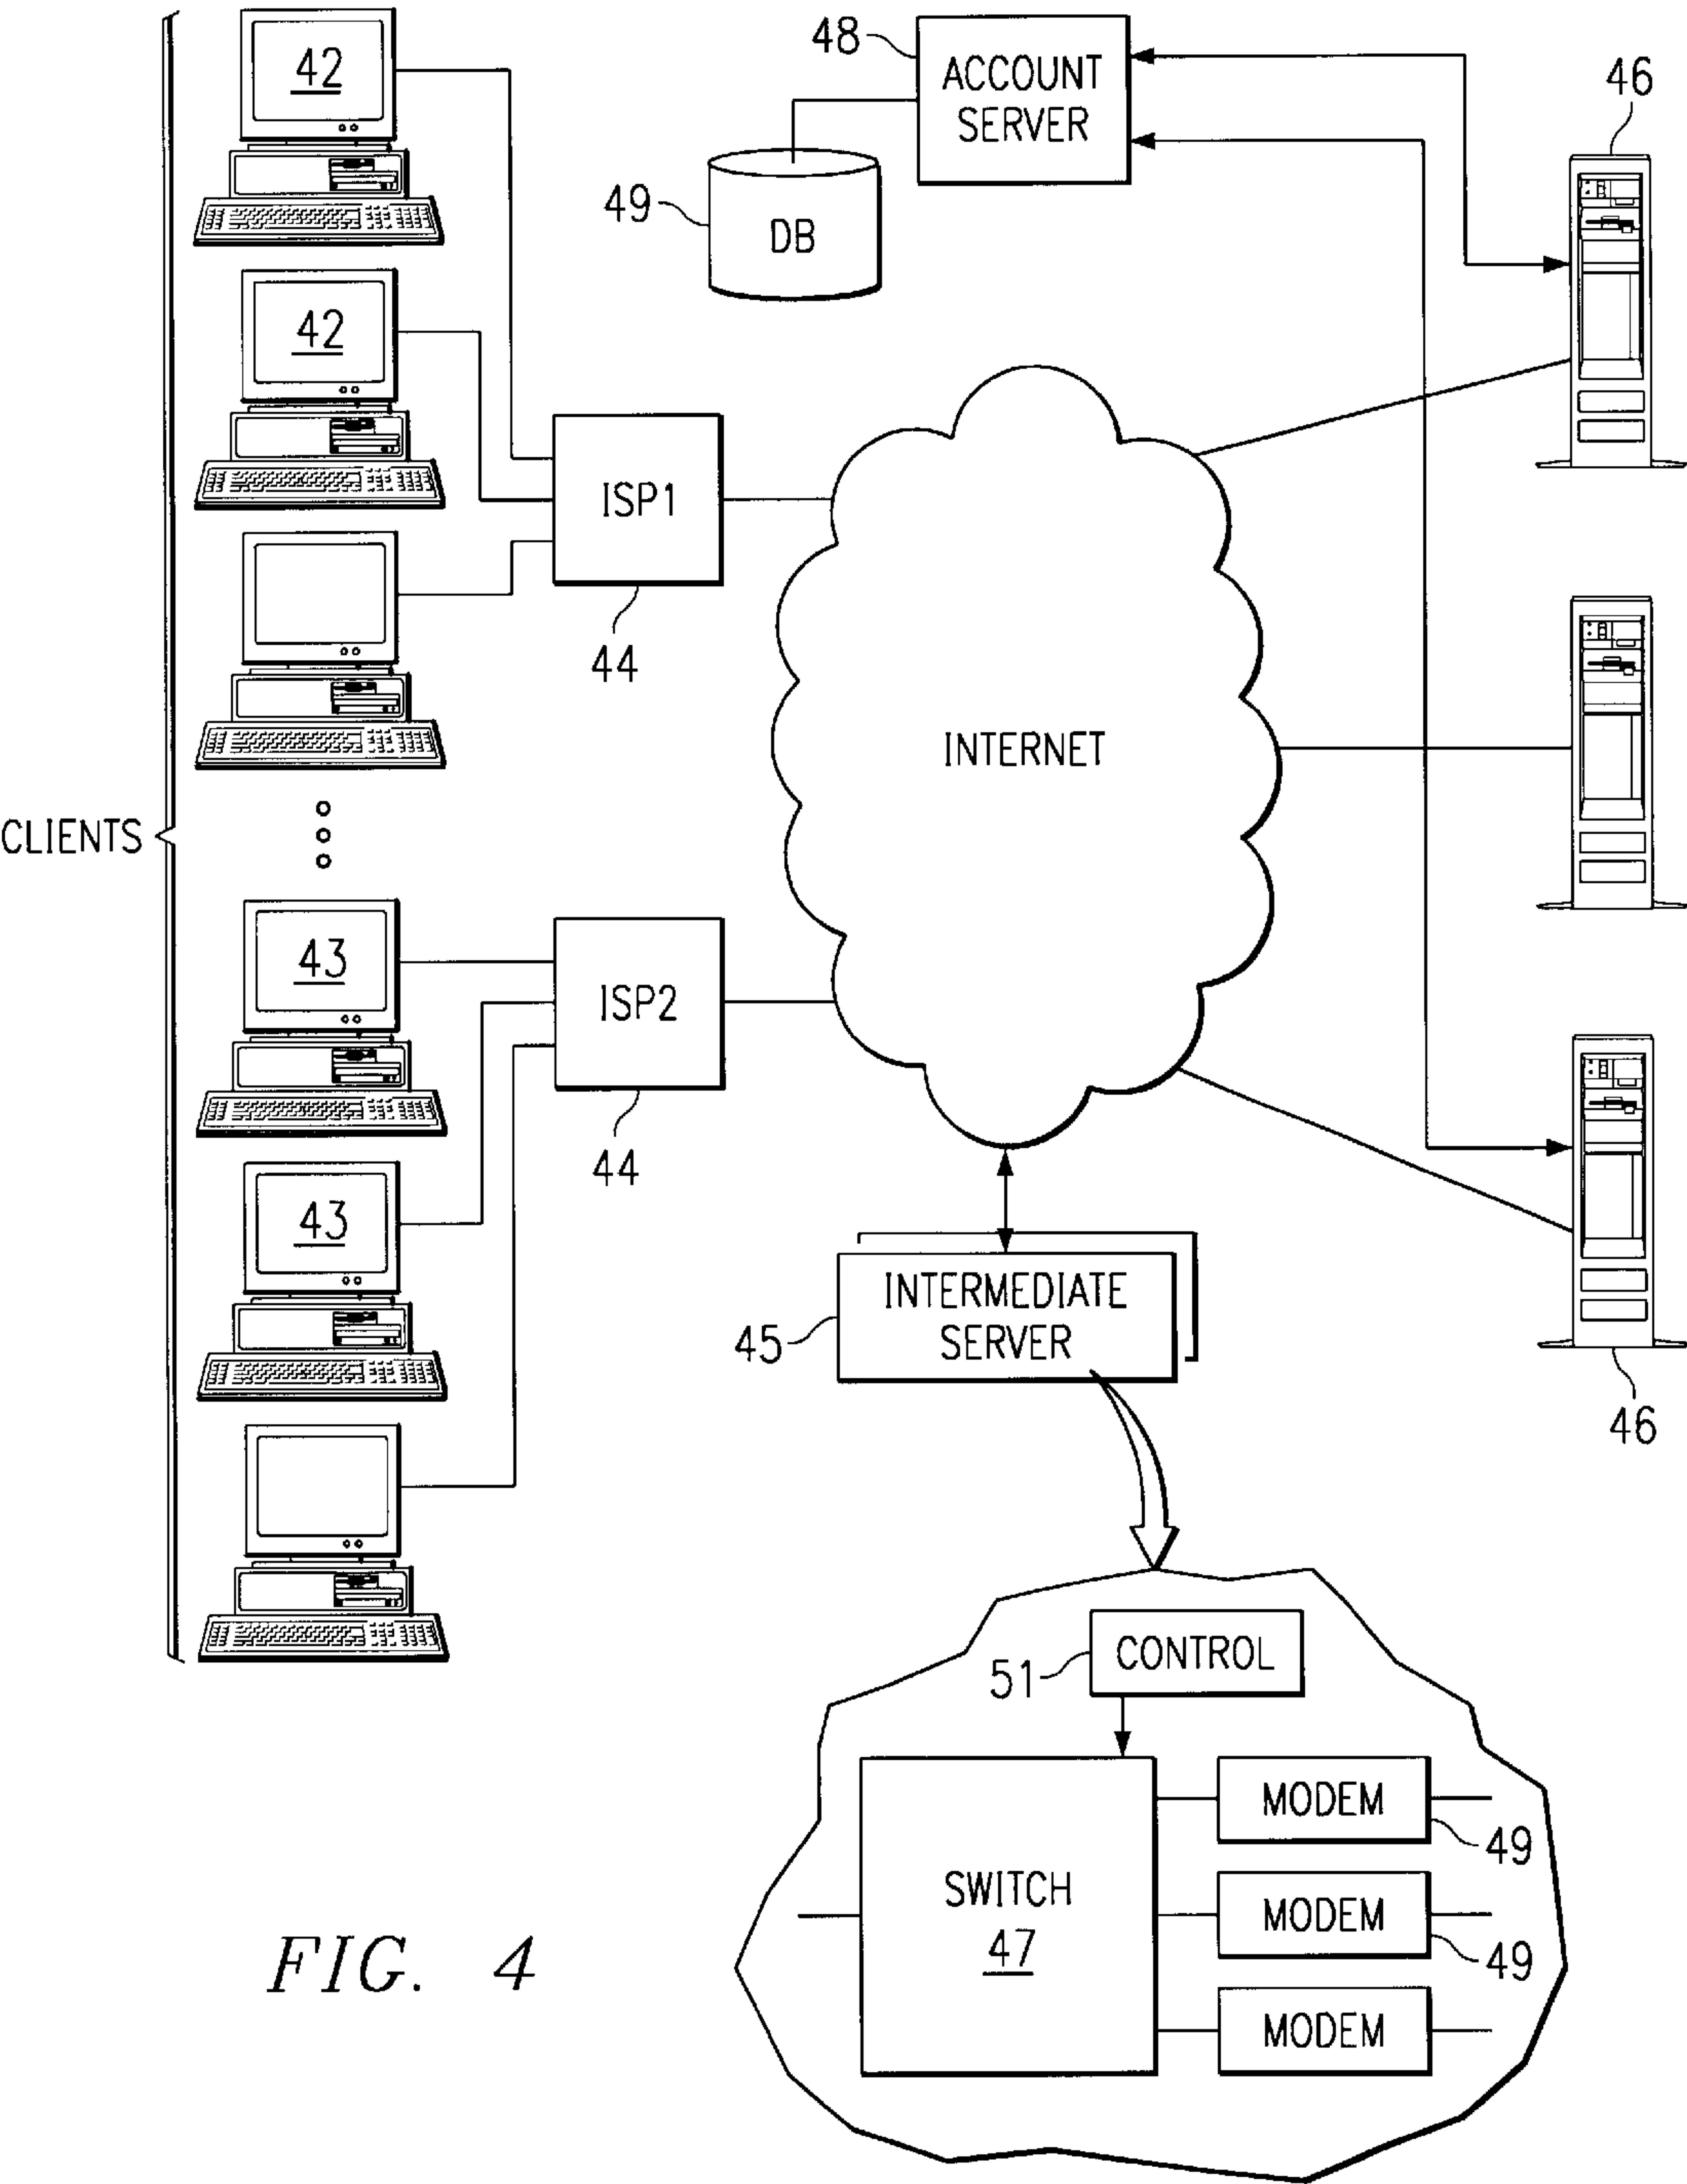 42
48
ACCOUNT
SERVER
46
49
DB
42
ISP1
44
INTERNET
CLIENTS
43
ISP2
44
43
INTERMEDIATE
SERVER
45
46
CONTROL
51
MODEM
49
SWITCH
47
MODEM
49
MODEM
FIG. 4